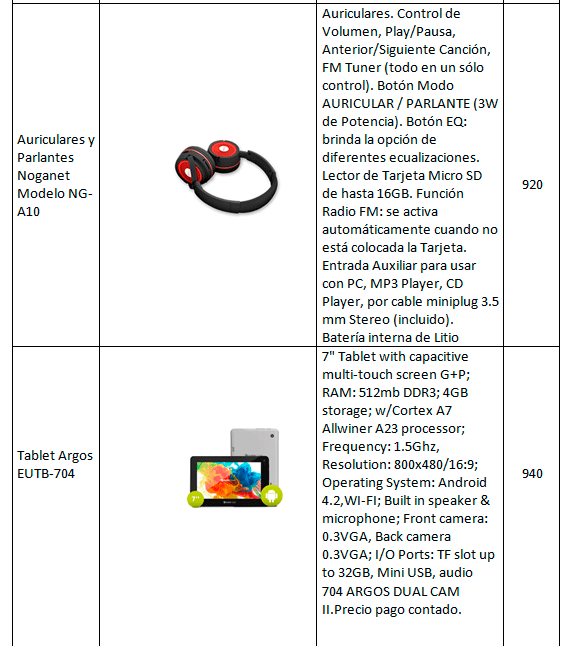 Auriculares y
Parlantes
Noganet
Modelo NG-
A10
Auriculares. Control de
Volumen, Play/Pausa,
Anterior/Siguiente Canción,
FM Tuner (todo en un sólo
control). Botón Modo
AURICULAR / PARLANTE (3W
de Potencia). Botón EQ:
brinda la opción de
diferentes ecualizaciones.
Lector de Tarjeta Micro SD
de hasta 16GB. Función
Radio FM: se activa
automáticamente cuando no
está colocada la Tarjeta.
Entrada Auxiliar para usar
con PC, MP3 Player, CD
Player, por cable miniplug 3.5
mm Stereo (incluido).
Batería interna de Litio
920
Tablet Argos
EUTB-704
7"
7" Tablet with capacitive
multi-touch screen G+P;
RAM: 512mb DDR3; 4GB
storage; w/Cortex A7
Allwiner A23 processor;
Frequency: 1.5Ghz,
Resolution: 800x480/16:9;
Operating System: Android
4.2,WI-FI; Built in speaker &
microphone; Front camera:
0.3VGA, Back camera
0.3VGA; I/O Ports: TF slot up
to 32GB, Mini USB, audio
704 ARGOS DUAL CAM
II.Precio pago contado.
940